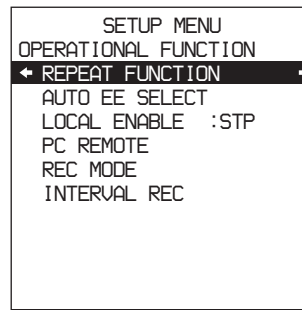 SETUP MENU
OPERATIONAL FUNCTION
REPEAT FUNCTION
AUTO EE SELECT
LOCAL ENABLE :STP
PC REMOTE
REC MODE
INTERVAL REC